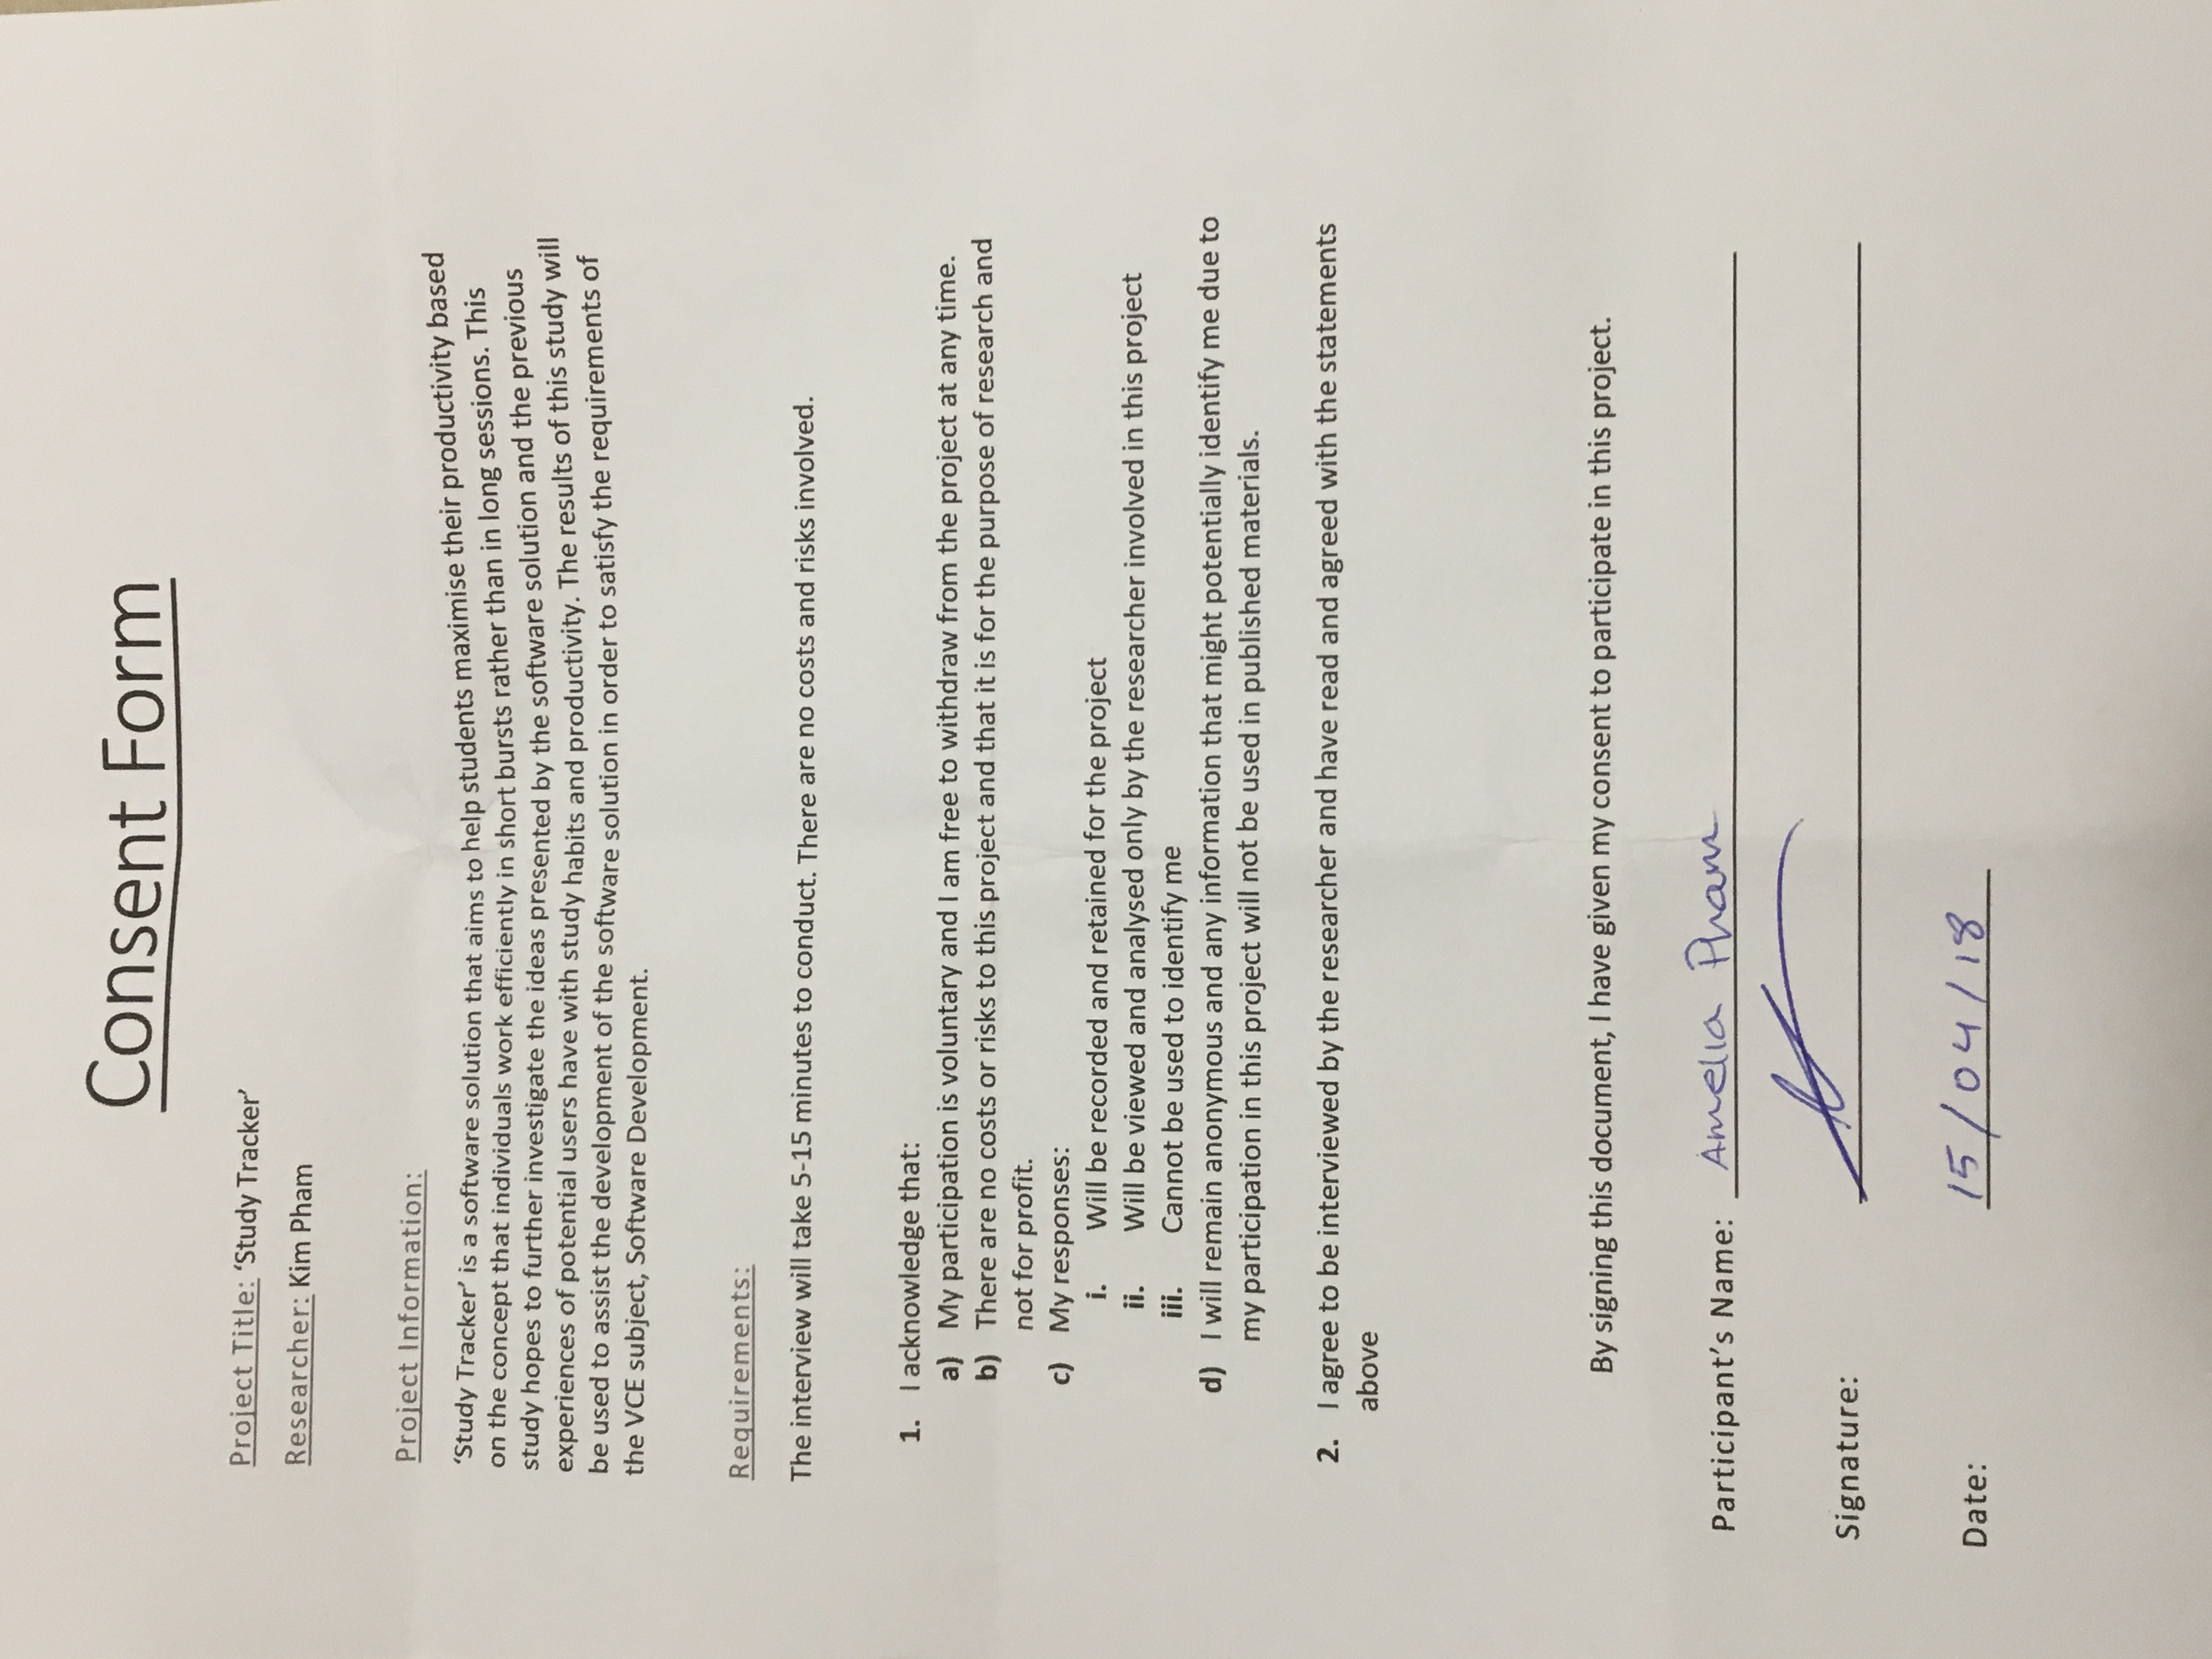 Consent Form
Project Title: ‘Study Tracker’
Researcher: Kim Pham
Project Information:
‘Study Tracker’ is a software solution that aims to help students maximise their productivity based
on the concept that individuals work efficiently in short bursts rather than in long sessions. This
study hopes to further investigate the ideas presented by the software solution and the previous
experiences of potential users have with study habits and productivity. The results of this study will
be used to assist the development of the software solution in order to satisfy the requirements of
the VCE subject, Software Development.
Requirements:
The interview will take 5-15 minutes to conduct. There are no costs and risks involved.
1. I acknowledge that:
a) My participation is voluntary and I am free to withdraw from the project at any time.
b) There are no costs or risks to this project and that it is for the purpose of research and
not for profit.
c) My responses:
i. Will be recorded and retained for the project
ii. Will be viewed and analysed only by the researcher involved in this project
iii. Cannot be used to identify me
d) I will remain anonymous and any information that might potentially identify me due to
my participation in this project will not be used in published materials.
2. I agree to be interviewed by the researcher and have read and agreed with the statements
above
By signing this document, I have given my consent to participate in this project.
Participant’s Name: Amelia Pham
Signature:
Date: 15/04/18